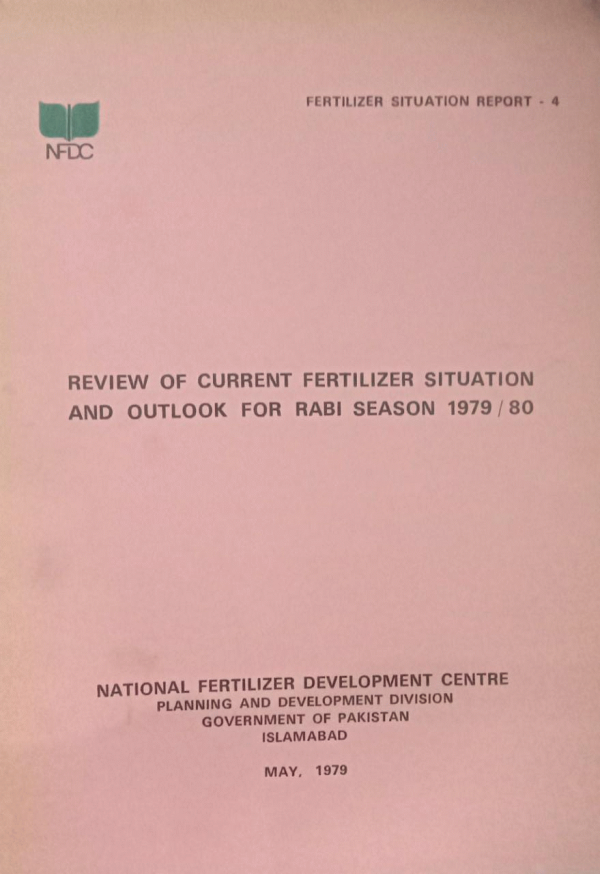 FERTILIZER SITUATION REPORT - 4
NFDC
REVIEW OF CURRENT FERTILIZER SITUATION
AND OUTLOOK FOR RABI SEASON 1979/80
NATIONAL FERTILIZER DEVELOPMENT CENTRE
PLANNING AND DEVELOPMENT DIVISION
GOVERNMENT OF PAKISTAN
ISLAMABAD
MAY, 1979